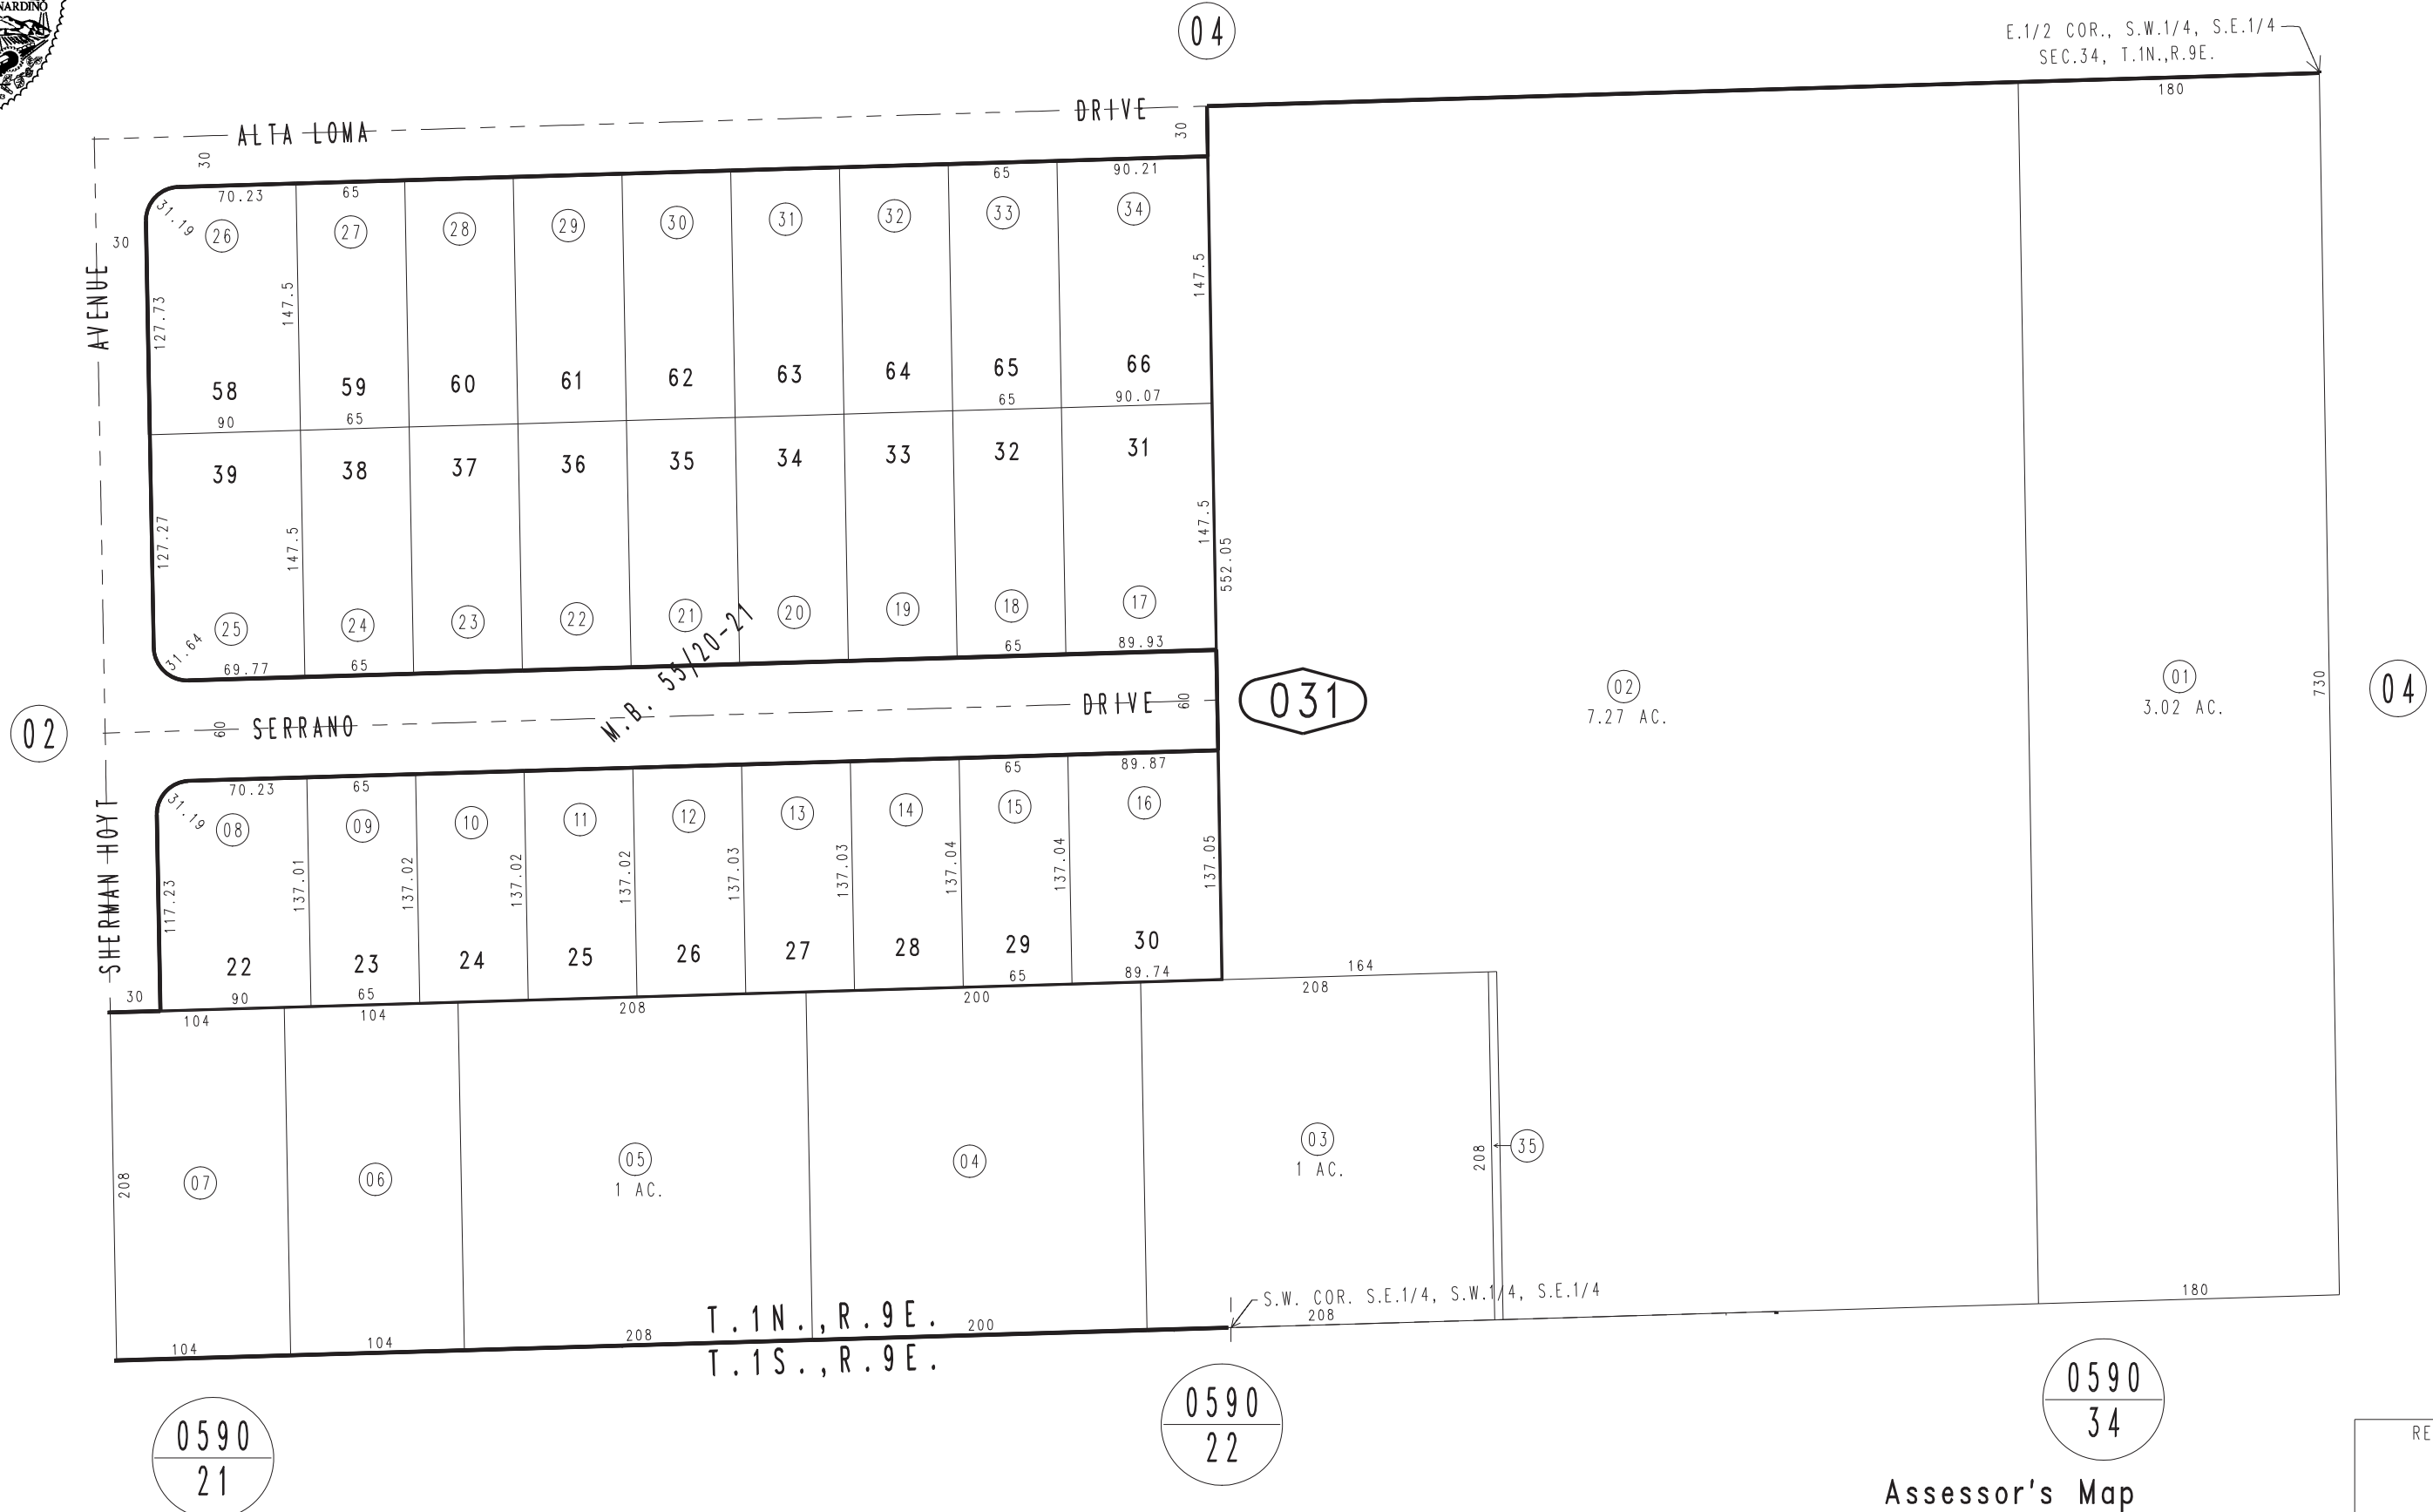 NARDINO
04
E.1/2 COR., S.W.1/4, S.E.1/4
SEC.34, T.1N.,R.9E.
180
ALTA LOMA DRIVE
30
30
70.23 65 65 90.21
31.19
26 27 28 29 30 31 32 33 34
30
AVENUE
127.73
147.5
147.5
58 59 60 61 62 63 64 65 66
90 65 65 90.07
39 38 37 36 35 34 33 32 31
127.27
147.5
147.5
552.05
25 24 23 22 21 20 19 18 17
31.64
69.77 65 65 89.93
M.B. 55/20-21
02
60
SERRANO DRIVE
60
031
02
7.27 AC.
01
3.02 AC.
730
04
70.23 65 65 89.87
31.19
08 09 10 11 12 13 14 15 16
SHERMAN HOYT
117.23
137.01 137.02 137.02 137.02 137.03 137.03 137.04 137.04 137.05
22 23 24 25 26 27 28 29 30
30
90 65 65 89.74
164
104 104 208 200 208
208
07 06
05
1 AC.
04
03
1 AC.
208
35
S.W. COR. S.E.1/4, S.W.1/4, S.E.1/4
180
104 104 208 200 208
T.1N.,R.9E.
T.1S.,R.9E.
0590
21
0590
22
0590
34
RE
Assessor's Map